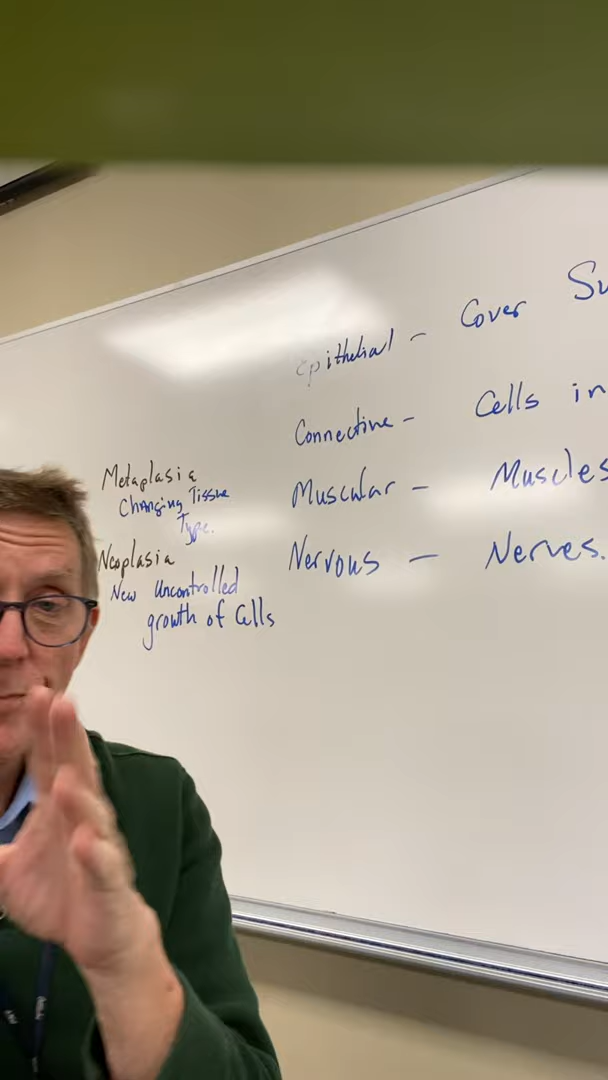 Epithelial – Cover Su
Connective – Cells in
Muscular – Muscles
Nervous – Nerves.
Metaplasia
Changing Tissue
Type.
Neoplasia
New Uncontrolled
growth of Cells